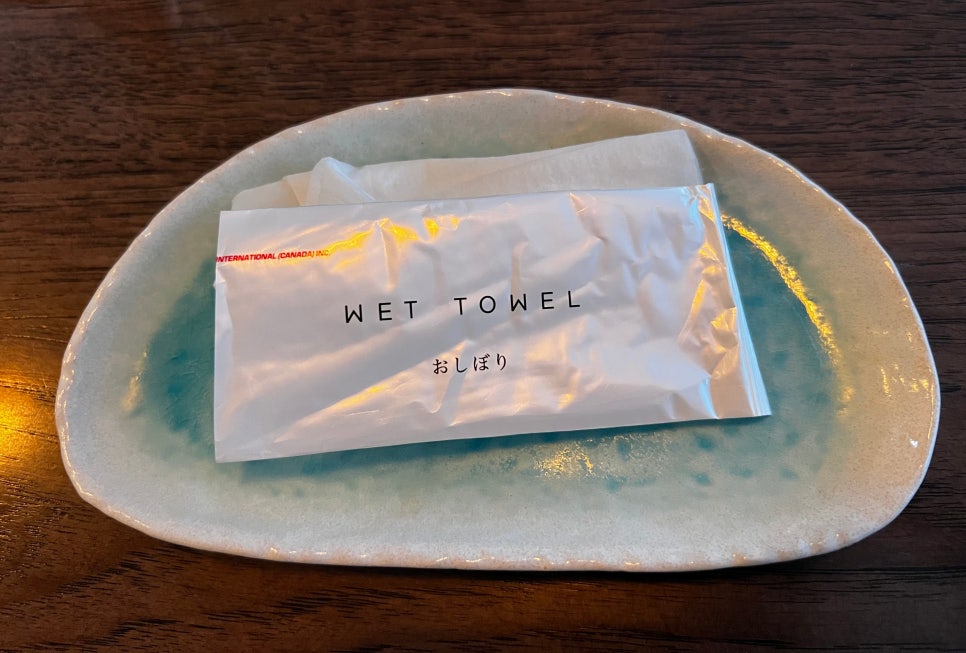 INTERNATIONAL (CANADA) INC
WET TOWEL
おしぼり